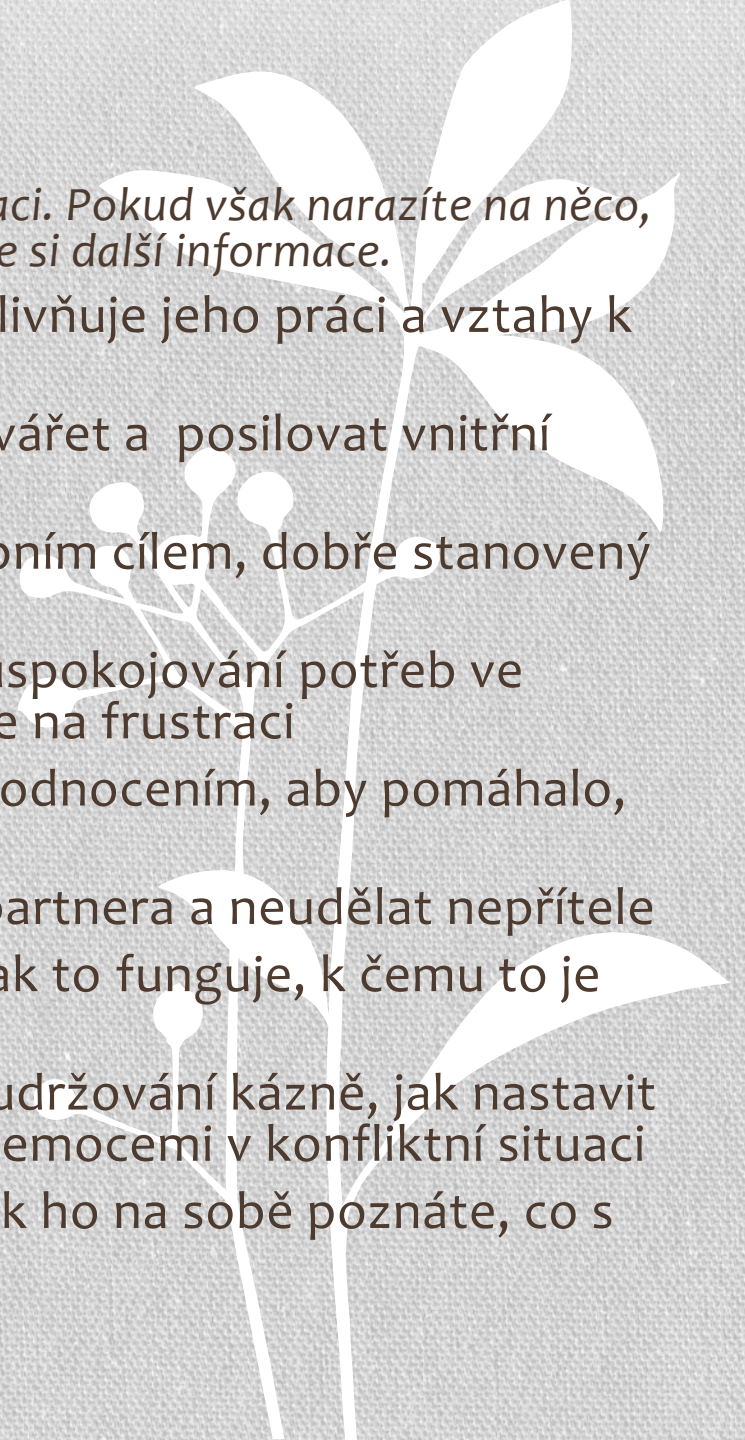 aci. Pokud však narazíte na něco,
e si další informace.
livňuje jeho práci a vztahy k
vářet a  posilovat vnitřní
oním cílem, dobře stanovený
uspokojování potřeb ve
e na frustraci
odnocením, aby pomáhalo,
partnera a neudělat nepřítele
ak to funguje, k čemu to je
udržování kázně, jak nastavit
emocemi v konfliktní situaci
k ho na sobě poznáte, co s